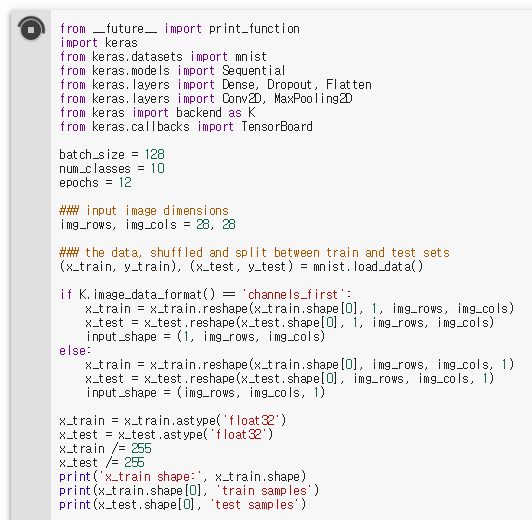 from __future__ import print_function
import keras
from keras.datasets import mnist
from keras.models import Sequential
from keras.layers import Dense, Dropout, Flatten
from keras.layers import Conv2D, MaxPooling2D
from keras import backend as K
from keras.callbacks import TensorBoard

batch_size = 128
num_classes = 10
epochs = 12

### input image dimensions
img_rows, img_cols = 28, 28

### the data, shuffled and split between train and test sets
(x_train, y_train), (x_test, y_test) = mnist.load_data()

if K.image_data_format() == 'channels_first':
    x_train = x_train.reshape(x_train.shape[0], 1, img_rows, img_cols)
    x_test = x_test.reshape(x_test.shape[0], 1, img_rows, img_cols)
    input_shape = (1, img_rows, img_cols)
else:
    x_train = x_train.reshape(x_train.shape[0], img_rows, img_cols, 1)
    x_test = x_test.reshape(x_test.shape[0], img_rows, img_cols, 1)
    input_shape = (img_rows, img_cols, 1)

x_train = x_train.astype('float32')
x_test = x_test.astype('float32')
x_train /= 255
x_test /= 255
print('x_train shape:', x_train.shape)
print(x_train.shape[0], 'train samples')
print(x_test.shape[0], 'test samples')